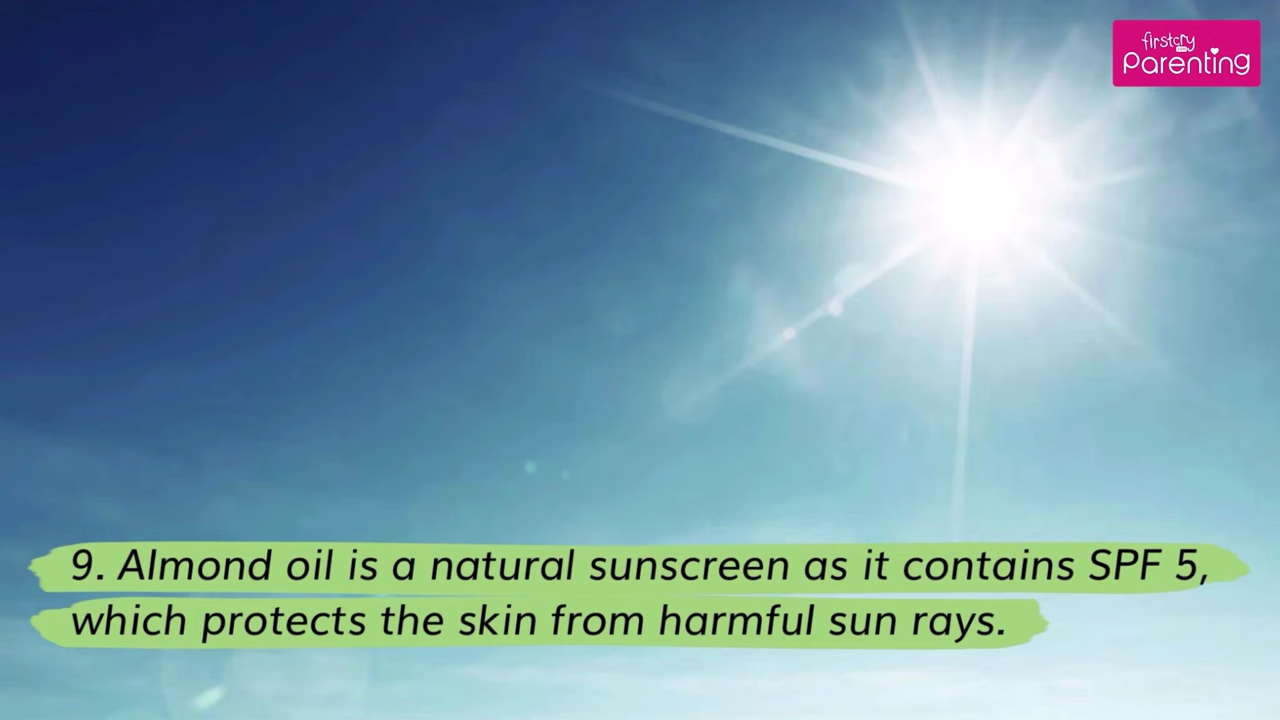 firstcry
Parenting
9. Almond oil is a natural sunscreen as it contains SPF 5,
which protects the skin from harmful sun rays.